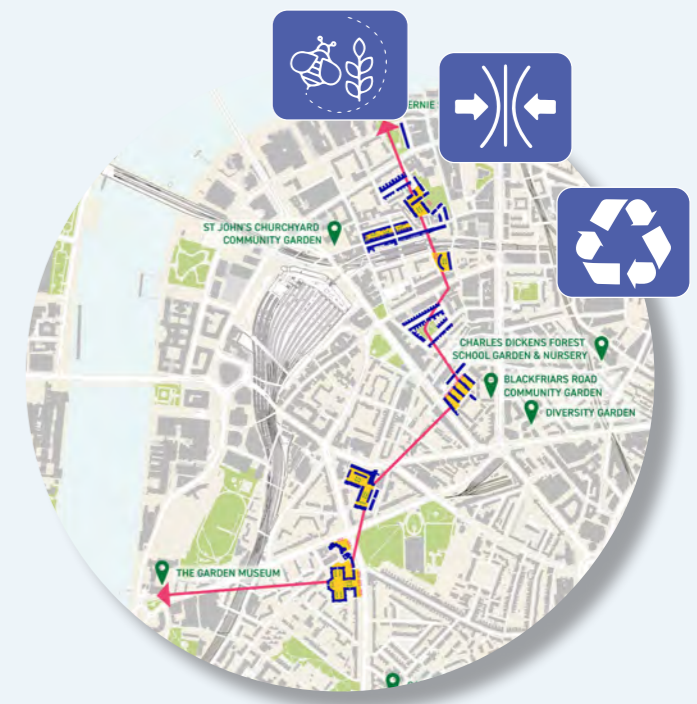 ERNIE
ST JOHN'S CHURCHYARD
COMMUNITY GARDEN
CHARLES DICKENS FOREST
SCHOOL GARDEN & NURSERY
BLACKFRIARS ROAD
COMMUNITY GARDEN
DIVERSITY GARDEN
THE GARDEN MUSEUM